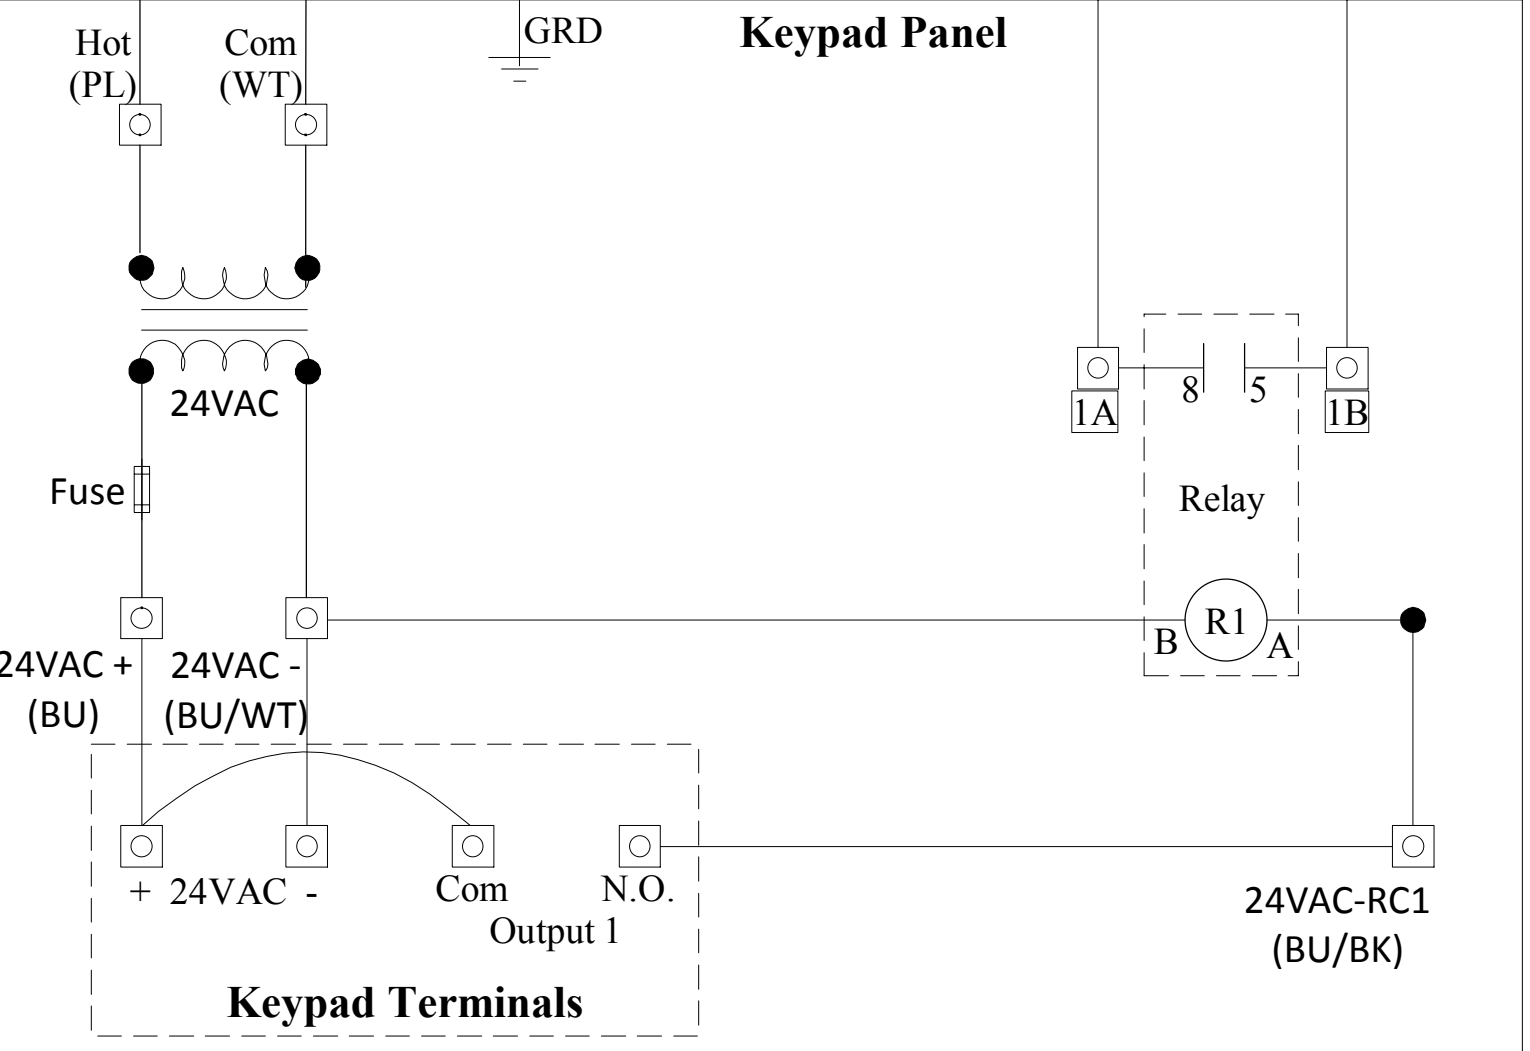 Hot
(PL)
Com
(WT)
GRD
Keypad Panel
24VAC
Fuse
8
5
1A
1B
Relay
R1
B
A
24VAC +
(BU)
24VAC -
(BU/WT)
+ 24VAC -
Com
N.O.
Output 1
24VAC-RC1
(BU/BK)
Keypad Terminals